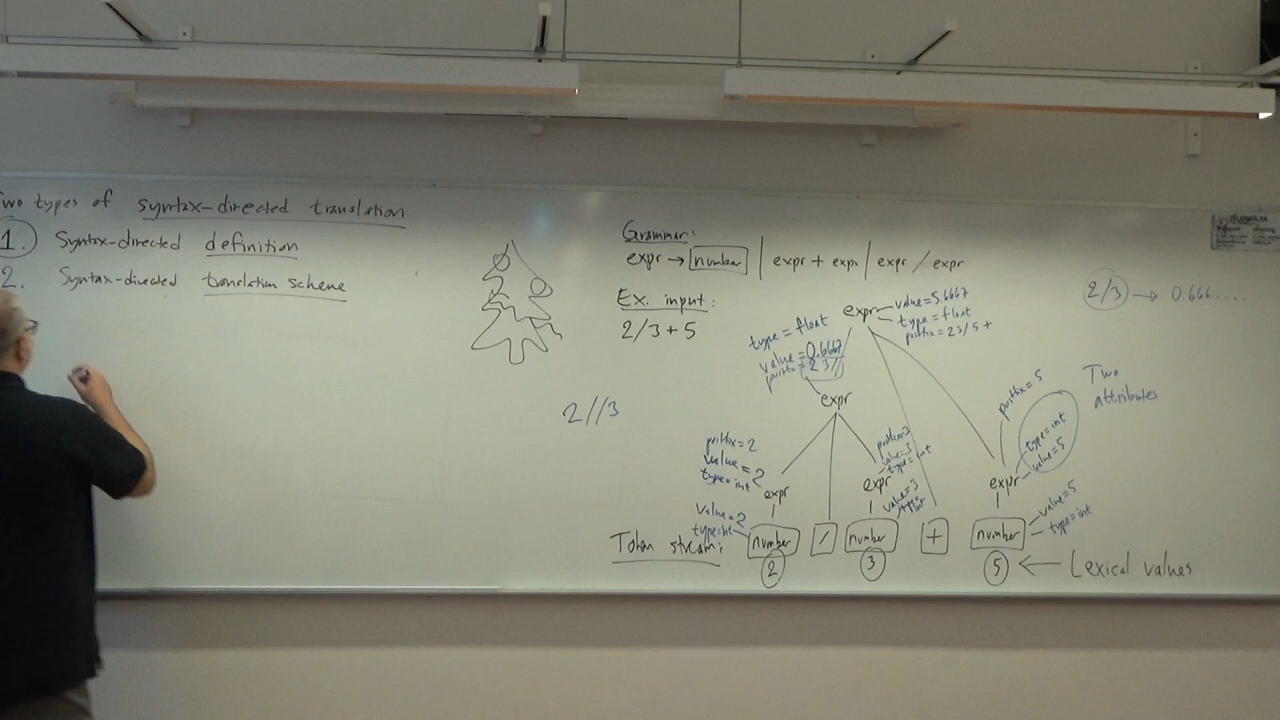 Two types of syntax-directed translation
1. Syntax-directed definition
2. Syntax-directed translation scheme
Grammar:
expr → number | expr + expr | expr / expr
Ex. input:
2/3 + 5
2/3 → 0.666....
2//3
expr
value=5.6667
type=float
postfix=23/5+
type=float
value=0.6667
postfix=23/
expr
Two
attributes
postfix=5
type=int
value=5
expr
postfix=2
value=2
type=int
expr
postfix=3
value=3
type=int
expr
value=2
type=int
value=3
type=
int
value=5
type=int
Token stream:
number / number + number
2 3 5 ← Lexical values